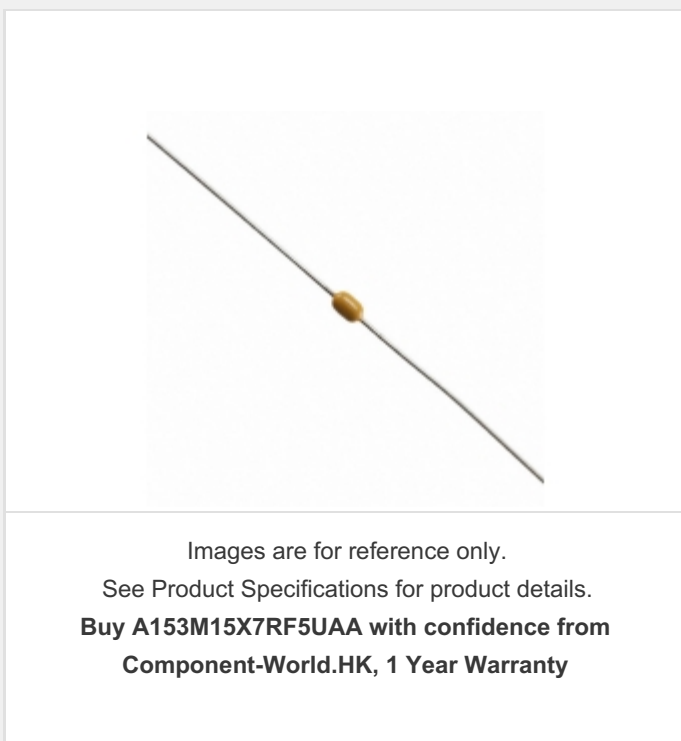 Images are for reference only.
See Product Specifications for product details.
Buy A153M15X7RF5UAA with confidence from
Component-World.HK, 1 Year Warranty